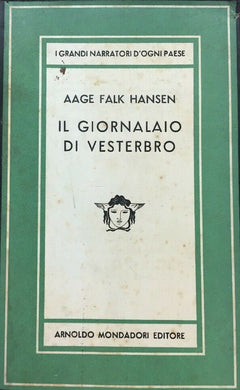 I GRANDI NARRATORI D'OGNI PAESE
AAGE FALK HANSEN
IL GIORNALAIO
DI VESTERBRO
ARNOLDO MONDADORI EDITORE